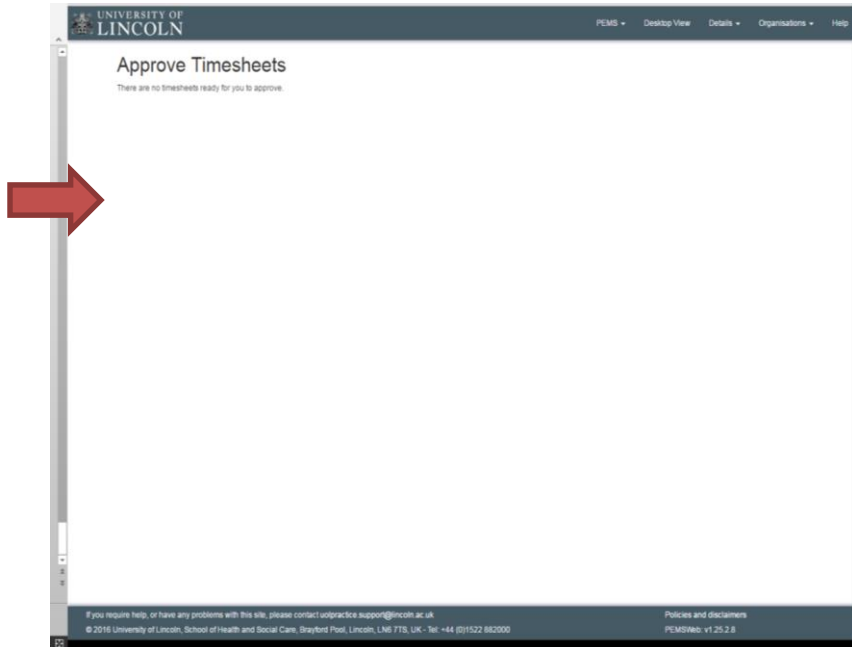 UNIVERSITY OF
LINCOLN
PEMS Desktop View Details Organisations Help
Approve Timesheets
There are no timesheets ready for you to approve.
If you require help, or have any problems with this site, please contact uolpractice.support@lincoln.ac.uk
Policies and disclaimers
© 2016 University of Lincoln, School of Health and Social Care, Brayford Pool, Lincoln, LN6 7TS, UK - Tel: +44 (0)1522 882000
PEMSWeb: v1.25.2.8